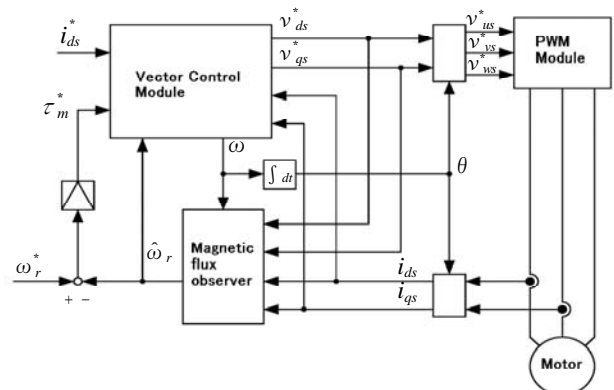 i*ds
ν*ds
ν*qs
ν*us
ν*vs
ν*ws
PWM
Module
Vector Control
Module
τ*m
ω
∫ dt
θ
Magnetic
flux
observer
ω̂r
ω*r
+ −
ids
iqs
Motor